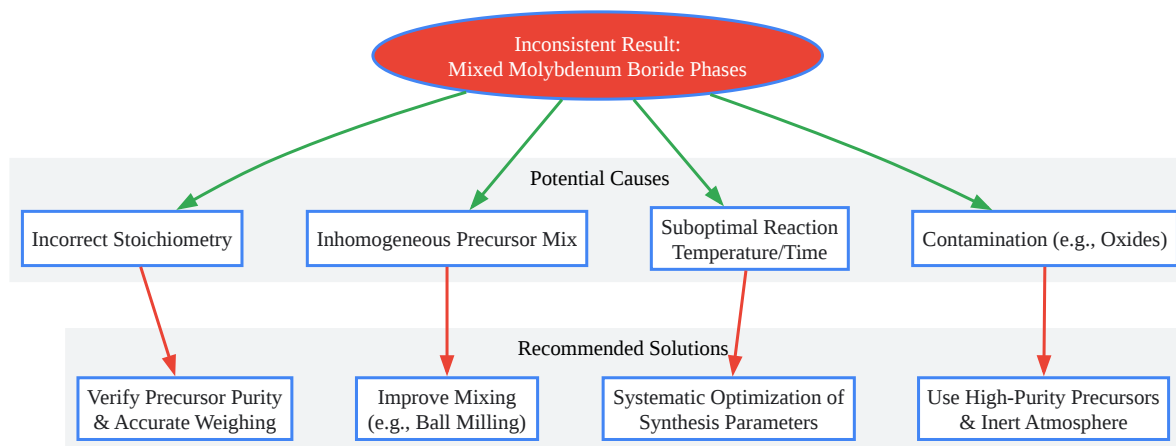 Inconsistent Result:
Mixed Molybdenum Boride Phases
Potential Causes
Incorrect Stoichiometry
Inhomogeneous Precursor Mix
Suboptimal Reaction
Temperature/Time
Contamination (e.g., Oxides)
Recommended Solutions
Verify Precursor Purity
& Accurate Weighing
Improve Mixing
(e.g., Ball Milling)
Systematic Optimization of
Synthesis Parameters
Use High-Purity Precursors
& Inert Atmosphere